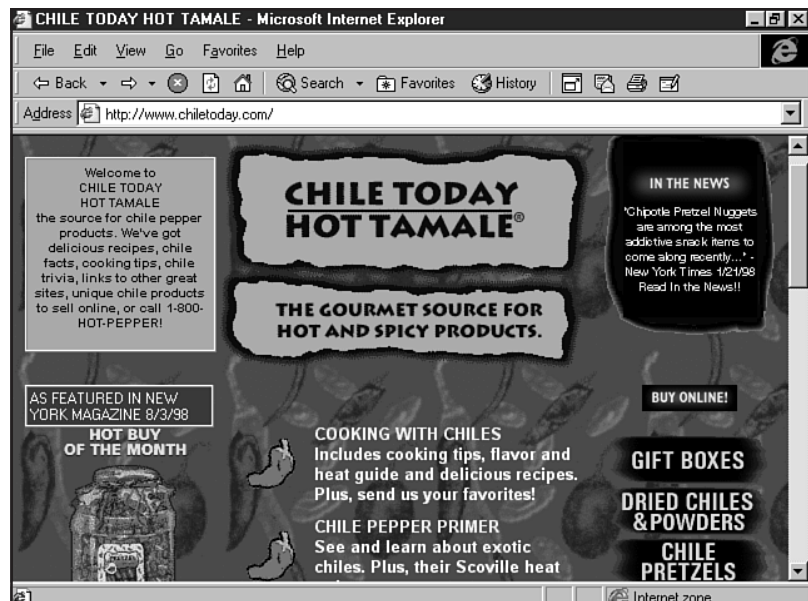 CHILE TODAY HOT TAMALE - Microsoft Internet Explorer
File Edit View Go Favorites Help
Back Search Favorites History
Address http://www.chiletoday.com/
Welcome to
CHILE TODAY
HOT TAMALE
the source for chile pepper
products. We've got
delicious recipes, chile
facts, cooking tips, chile
trivia, links to other great
sites, unique chile products
to sell online, or call 1-800-
HOT-PEPPER!
CHILE TODAY
HOT TAMALE®
THE GOURMET SOURCE FOR
HOT AND SPICY PRODUCTS.
IN THE NEWS
"Chipotle Pretzel Nuggets
are among the most
addictive snack items to
come along recently..." -
New York Times 1/21/98
Read In the News!!
AS FEATURED IN NEW
YORK MAGAZINE 8/3/98
HOT BUY
OF THE MONTH
COOKING WITH CHILES
Includes cooking tips, flavor and
heat guide and delicious recipes.
Plus, send us your favorites!
CHILE PEPPER PRIMER
See and learn about exotic
chiles. Plus, their Scoville heat
BUY ONLINE!
GIFT BOXES
DRIED CHILES
& POWDERS
CHILE
PRETZELS
Internet zone